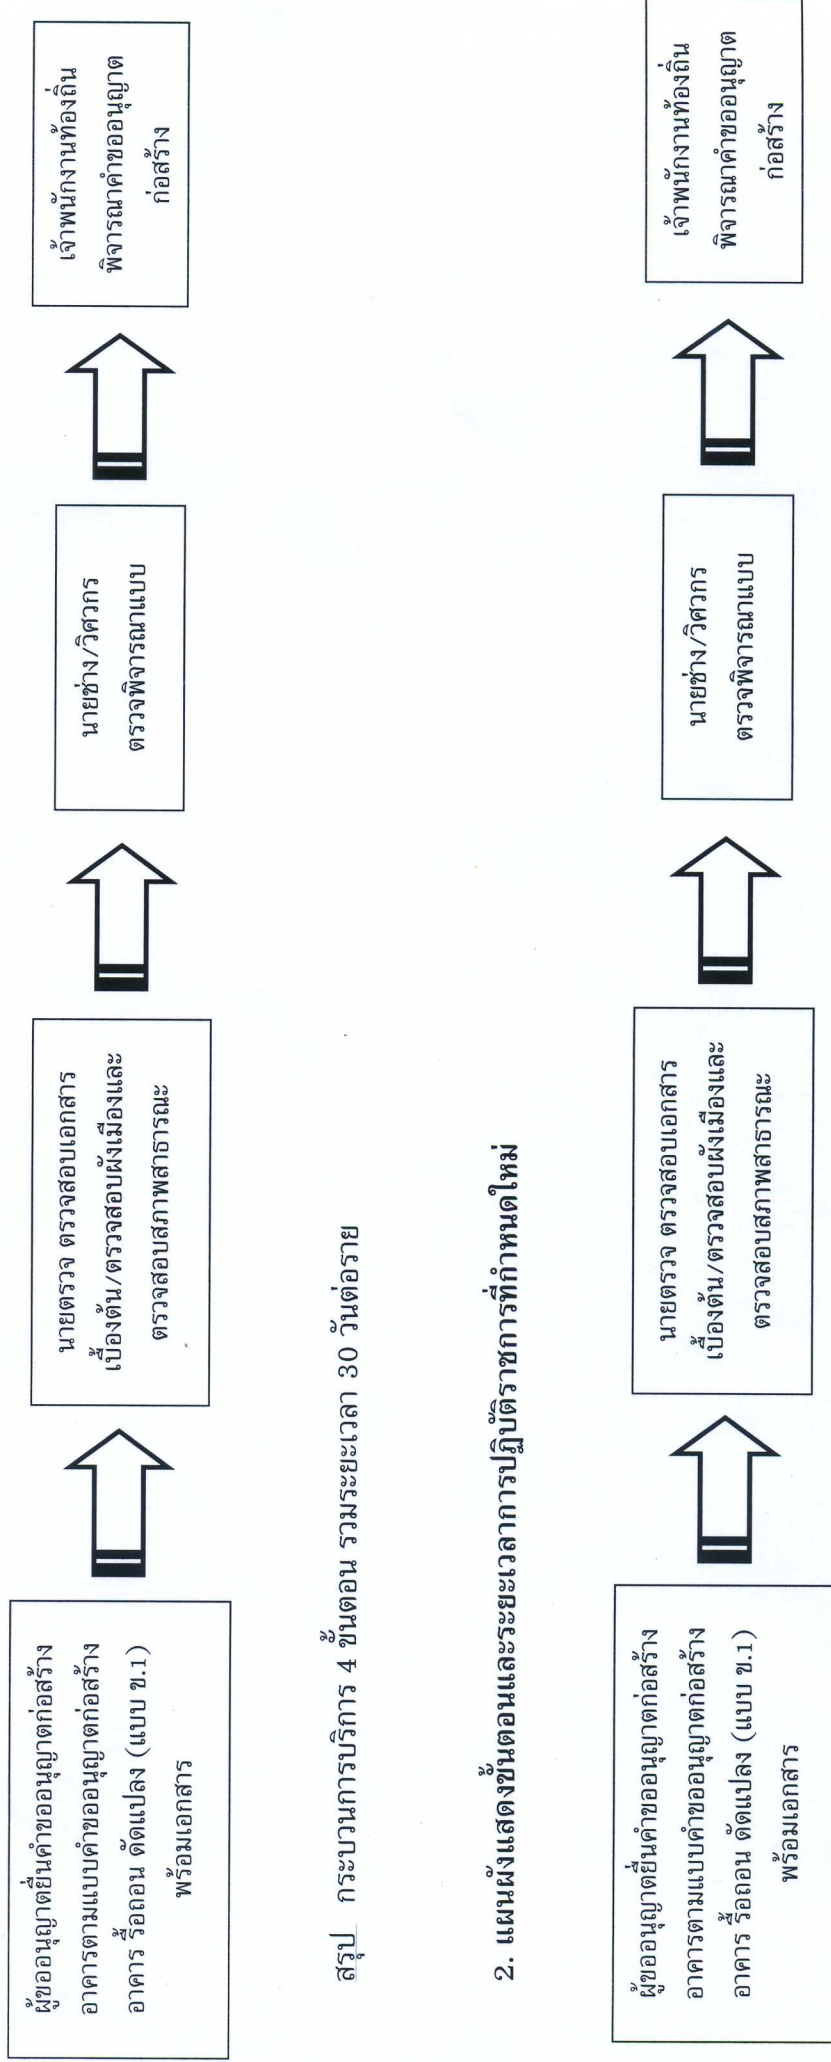 ผู้ขออนุญาตยื่นคำขออนุญาตก่อสร้าง
อาคารตามแบบคำขออนุญาตก่อสร้าง
อาคาร รื้อถอน ดัดแปลง (แบบ ข.1)
พร้อมเอกสาร
นายตรวจ ตรวจสอบเอกสาร
เบื้องต้น/ตรวจสอบผังเมืองและ
ตรวจสอบสภาพสาธารณะ
นายช่าง/วิศวกร
ตรวจพิจารณาแบบ
เจ้าพนักงานท้องถิ่น
พิจารณาคำขออนุญาต
ก่อสร้าง
สรุป กระบวนการบริการ 4 ขั้นตอน รวมระยะเวลา 30 วันต่อราย
2. แผนผังแสดงขั้นตอนและระยะเวลาการปฏิบัติราชการที่กำหนดใหม่
ผู้ขออนุญาตยื่นคำขออนุญาตก่อสร้าง
อาคารตามแบบคำขออนุญาตก่อสร้าง
อาคาร รื้อถอน ดัดแปลง (แบบ ข.1)
พร้อมเอกสาร
นายตรวจ ตรวจสอบเอกสาร
เบื้องต้น/ตรวจสอบผังเมืองและ
ตรวจสอบสภาพสาธารณะ
นายช่าง/วิศวกร
ตรวจพิจารณาแบบ
เจ้าพนักงานท้องถิ่น
พิจารณาคำขออนุญาต
ก่อสร้าง